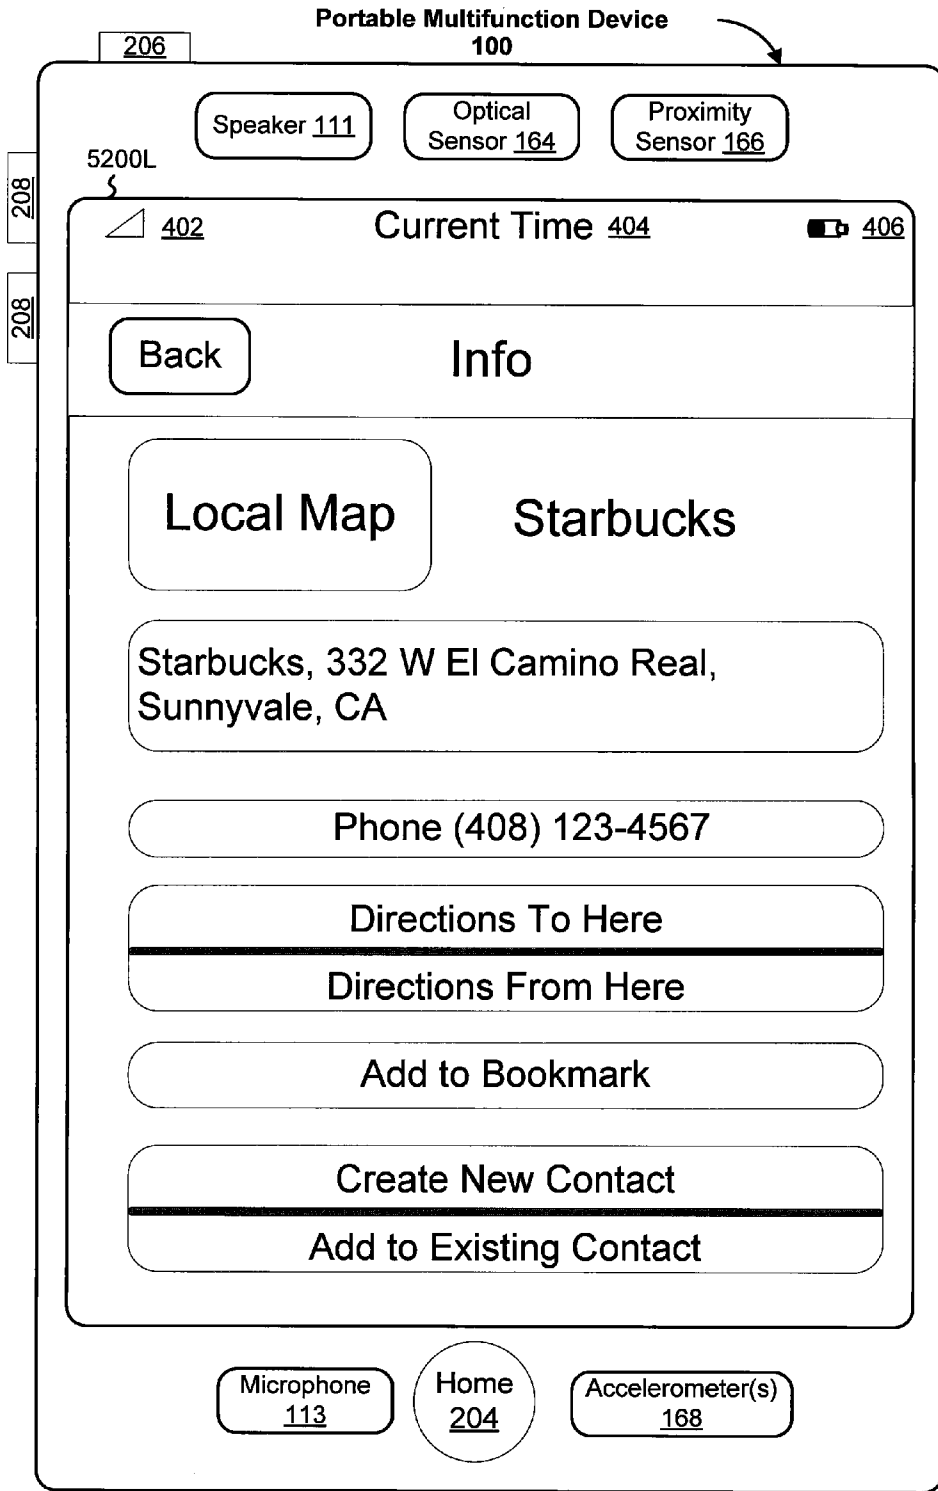 Portable Multifunction Device
100
206
Speaker 111
Optical
Sensor 164
Proximity
Sensor 166
5200L
208
208
402
Current Time 404
406
Back
Info
Local Map
Starbucks
Starbucks, 332 W El Camino Real,
Sunnyvale, CA
Phone (408) 123-4567
Directions To Here
Directions From Here
Add to Bookmark
Create New Contact
Add to Existing Contact
Microphone
113
Home
204
Accelerometer(s)
168